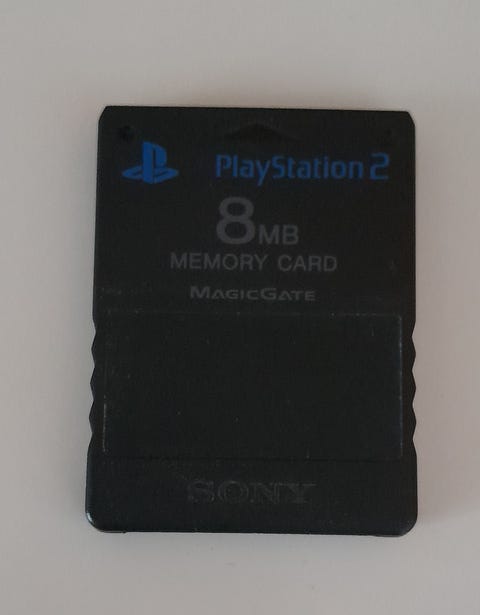 PlayStation 2
8MB
MEMORY CARD
MAGICGATE
SONY